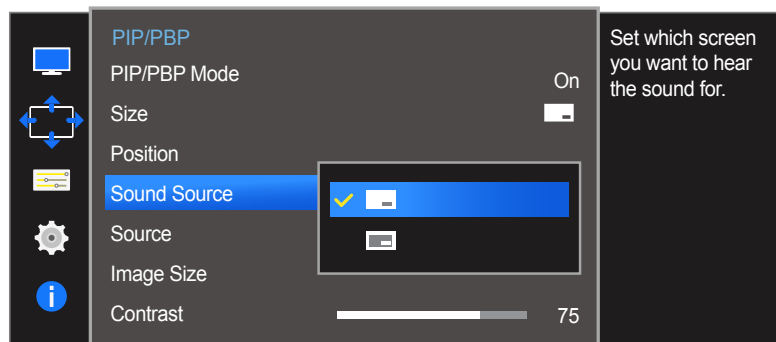 PIP/PBP
PIP/PBP Mode
On
Size
Position
Sound Source
Source
Image Size
Contrast
75
Set which screen
you want to hear
the sound for.